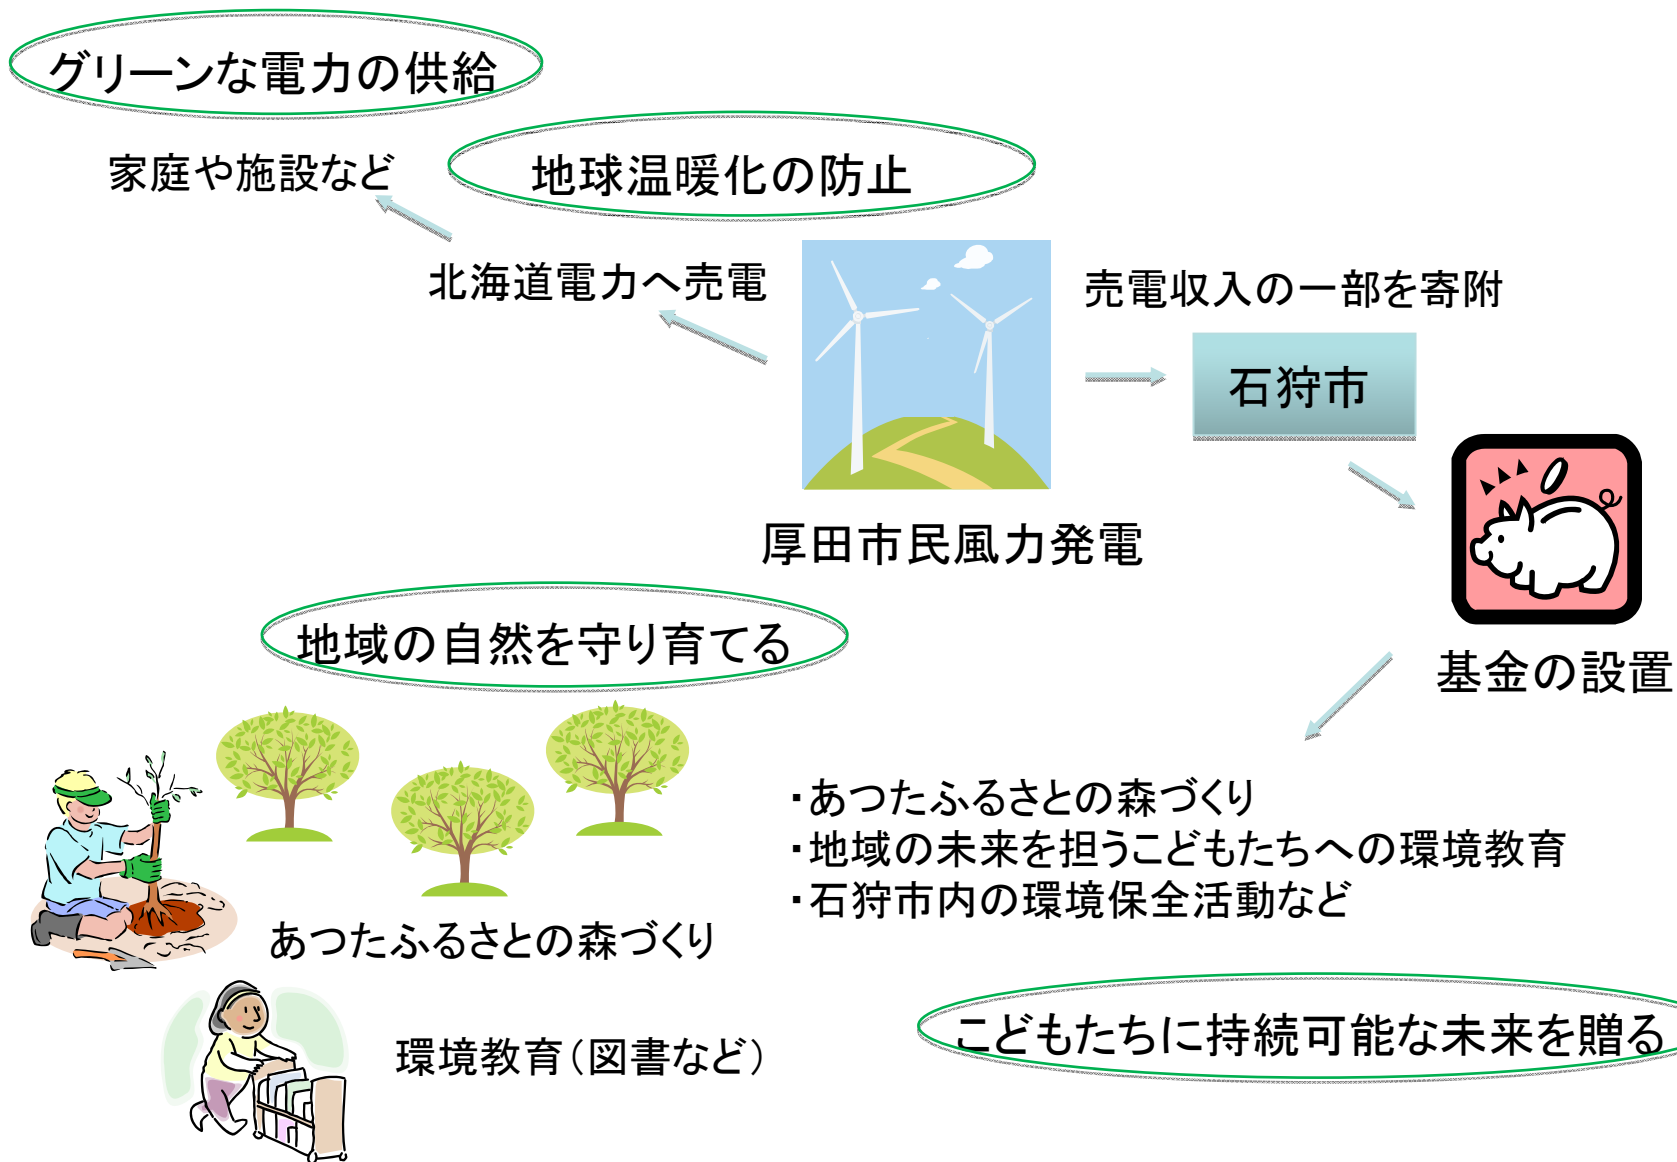 グリーンな電力の供給
家庭や施設など
地球温暖化の防止
北海道電力へ売電
売電収入の一部を寄附
石狩市
厚田市民風力発電
基金の設置
地域の自然を守り育てる
・あつたふるさとの森づくり
・地域の未来を担うこどもたちへの環境教育
・石狩市内の環境保全活動など
あつたふるさとの森づくり
こどもたちに持続可能な未来を贈る
環境教育（図書など）